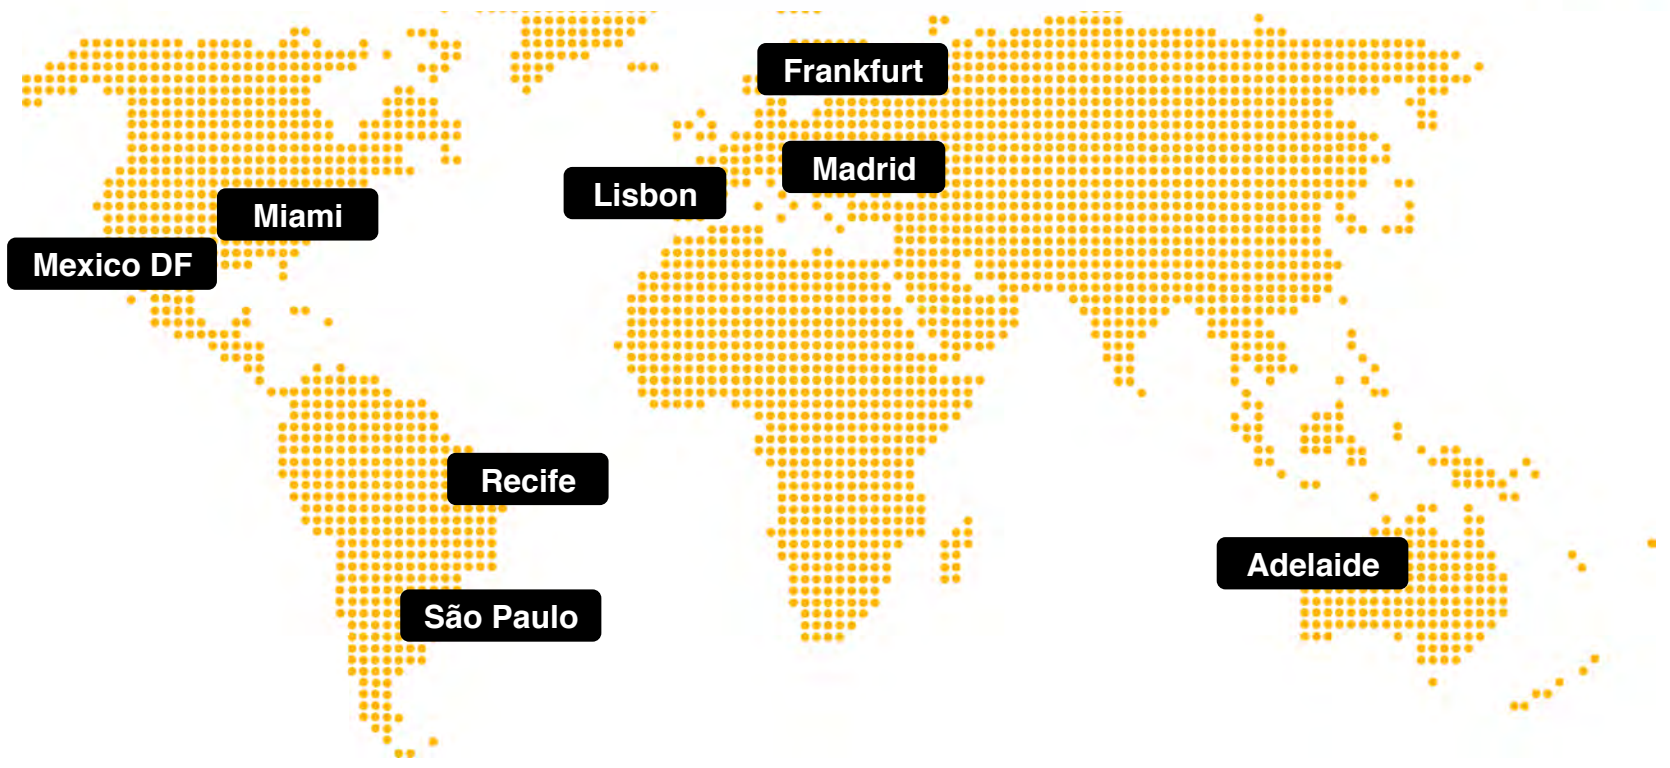 Frankfurt
Madrid
Lisbon
Miami
Mexico DF
Recife
Adelaide
São Paulo